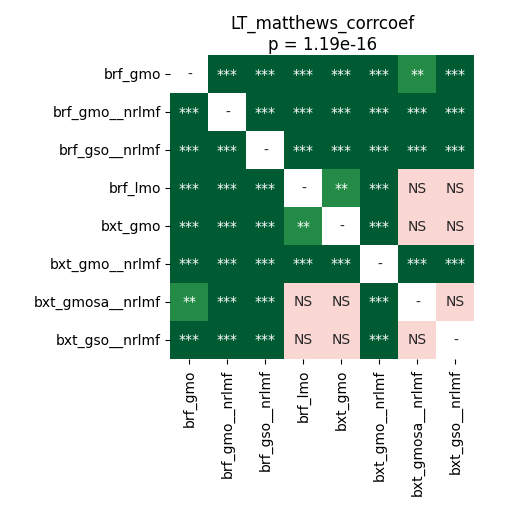 LT_matthews_corrcoef
p = 1.19e-16
brf_gmo - *** *** *** *** *** ** ***
brf_gmo__nrlmf *** - *** *** *** *** *** ***
brf_gso__nrlmf *** *** - *** *** *** *** ***
brf_lmo *** *** *** - ** *** NS NS
bxt_gmo *** *** *** ** - *** NS NS
bxt_gmo__nrlmf *** *** *** *** *** - *** ***
bxt_gmosa__nrlmf ** *** *** NS NS *** - NS
bxt_gso__nrlmf *** *** *** NS NS *** NS -
brf_gmo
brf_gmo__nrlmf
brf_gso__nrlmf
brf_lmo
bxt_gmo
bxt_gmo__nrlmf
bxt_gmosa__nrlmf
bxt_gso__nrlmf